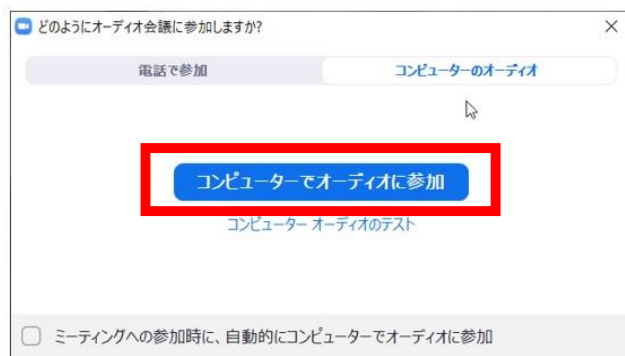 どのようにオーディオ会議に参加しますか?
電話で参加
コンピューターのオーディオ
コンピューターでオーディオに参加
コンピューター オーディオのテスト
ミーティングへの参加時に、自動的にコンピューターでオーディオに参加